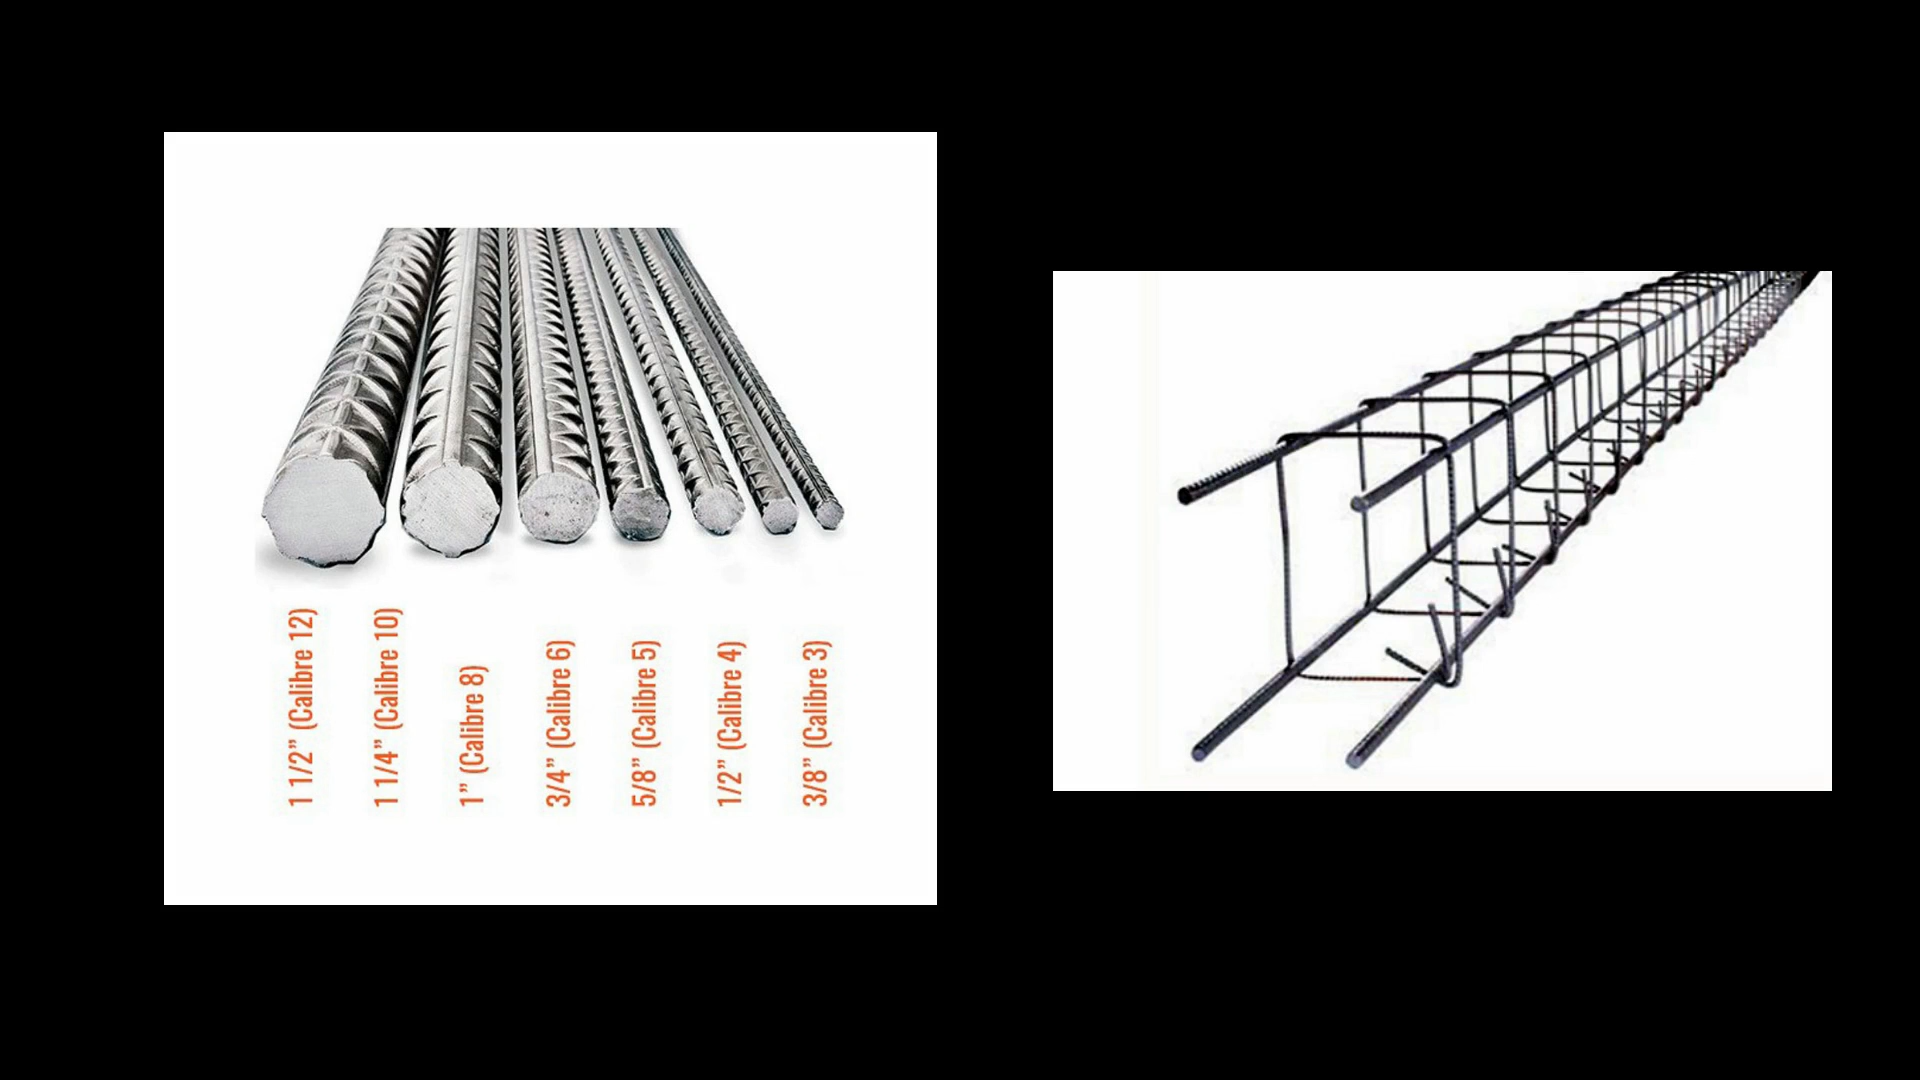 1 1/2” (Calibre 12)
1 1/4” (Calibre 10)
1” (Calibre 8)
3/4” (Calibre 6)
5/8” (Calibre 5)
1/2” (Calibre 4)
3/8” (Calibre 3)